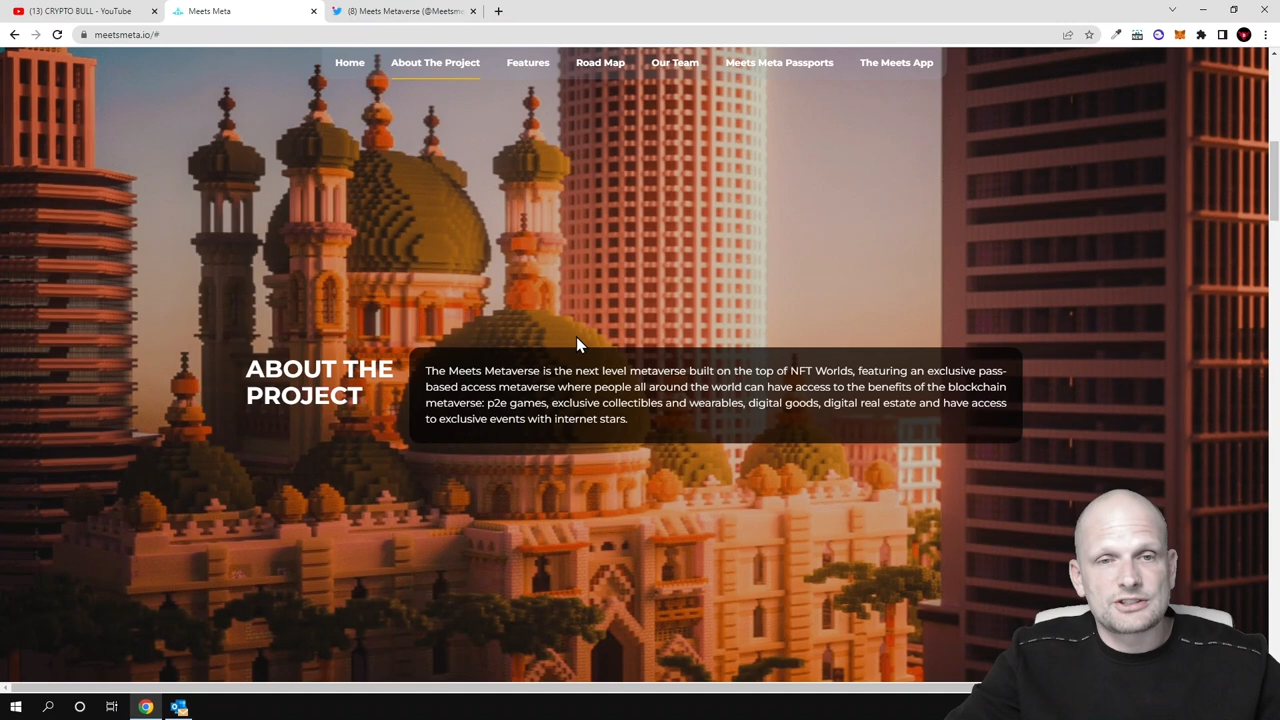 (13) CRYPTO BULL - YouTube
Meets Meta
(8) Meets Metaverse (@Meetsme
meetsmeta.io/#
Home
About The Project
Features
Road Map
Our Team
Meets Meta Passports
The Meets App
ABOUT THE
PROJECT
The Meets Metaverse is the next level metaverse built on the top of NFT Worlds, featuring an exclusive pass-
based access metaverse where people all around the world can have access to the benefits of the blockchain
metaverse: p2e games, exclusive collectibles and wearables, digital goods, digital real estate and have access
to exclusive events with internet stars.